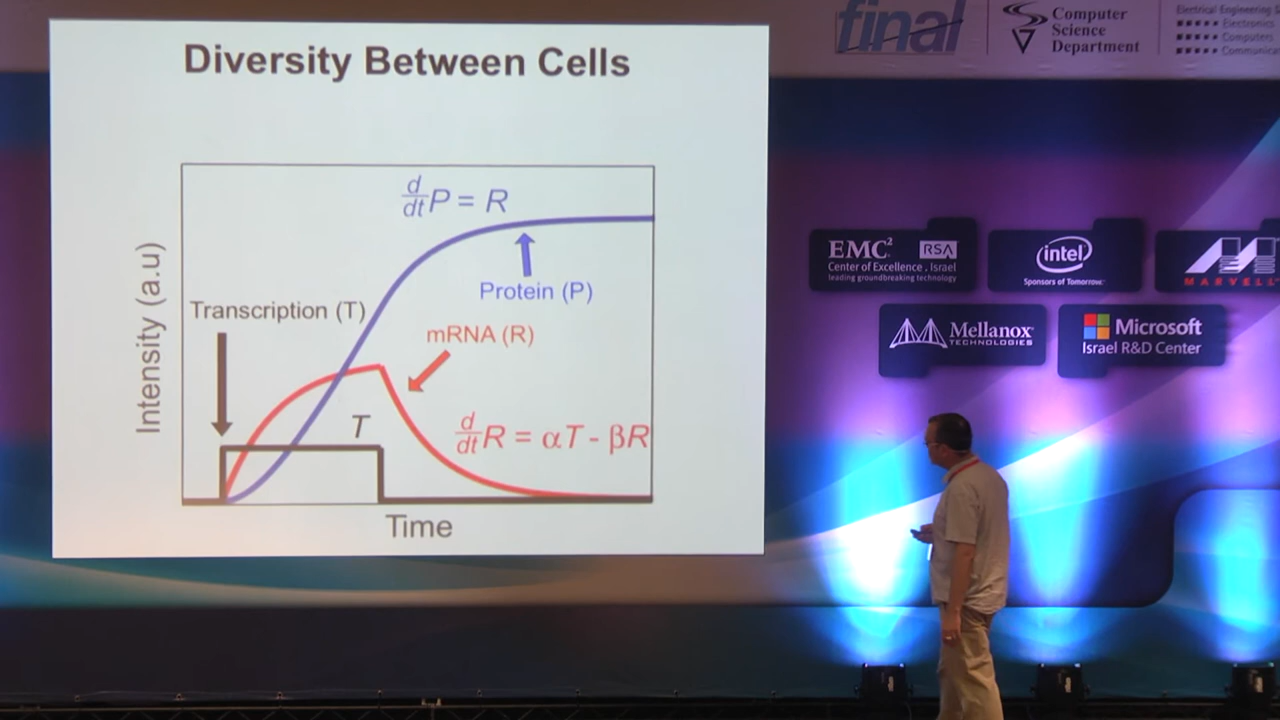 Diversity Between Cells
d/dt P = R
Protein (P)
Transcription (T)
mRNA (R)
T
d/dt R = αT - βR
Intensity (a.u)
Time
final
Computer
Science
Department
Electrical Engineering
Electronics
Computers
EMC²
RSA
Center of Excellence , Israel
leading groundbreaking technology
intel
Sponsors of Tomorrow
MARVELL
Mellanox
TECHNOLOGIES
Microsoft
Israel R&D Center